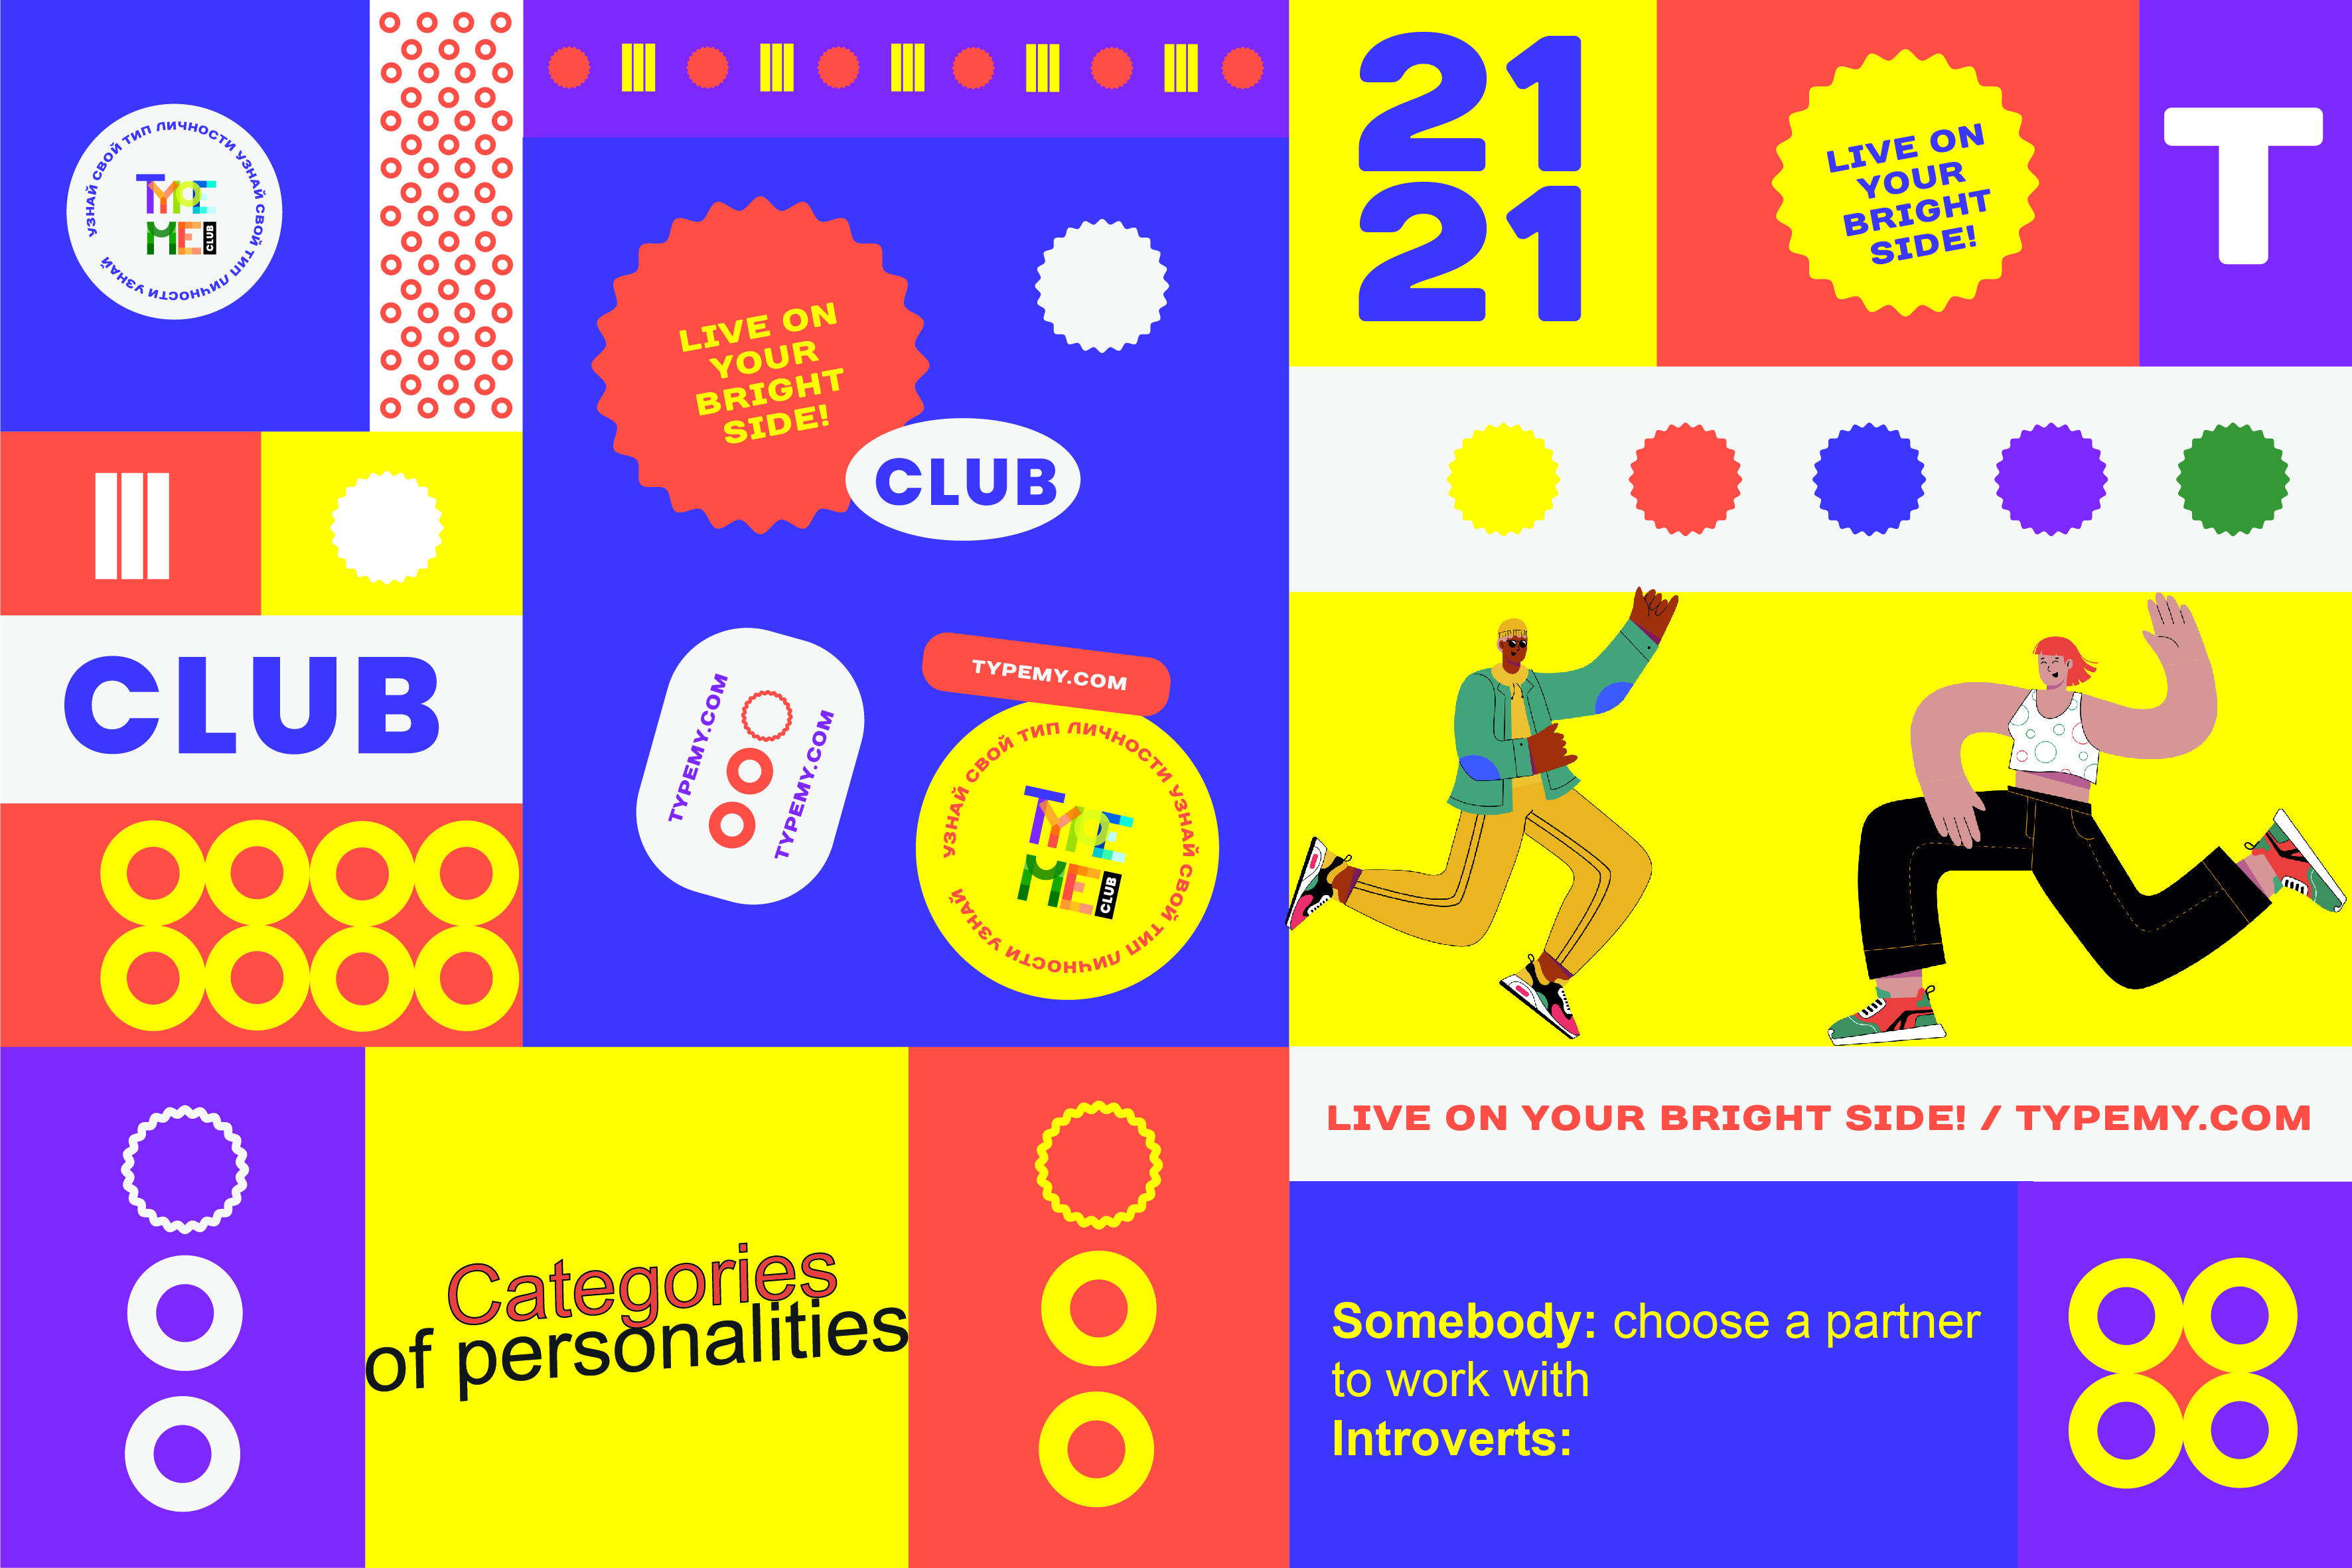 УЗНАЙ СВОЙ ТИП ЛИЧНОСТИ УЗНАЙ СВОЙ ТИП ЛИЧНОСТИ УЗНАЙ
TYPE
ME CLUB
LIVE ON
YOUR
BRIGHT
SIDE!
CLUB
21
21
LIVE ON
YOUR
BRIGHT
SIDE!
T
CLUB
TYPEMY.COM
TYPEMY.COM
TYPEMY.COM
УЗНАЙ СВОЙ ТИП ЛИЧНОСТИ УЗНАЙ СВОЙ ТИП ЛИЧНОСТИ УЗНАЙ
TYPE
ME CLUB
LIVE ON YOUR BRIGHT SIDE! / TYPEMY.COM
Categories
of personalities
Somebody: choose a partner
to work with
Introverts: